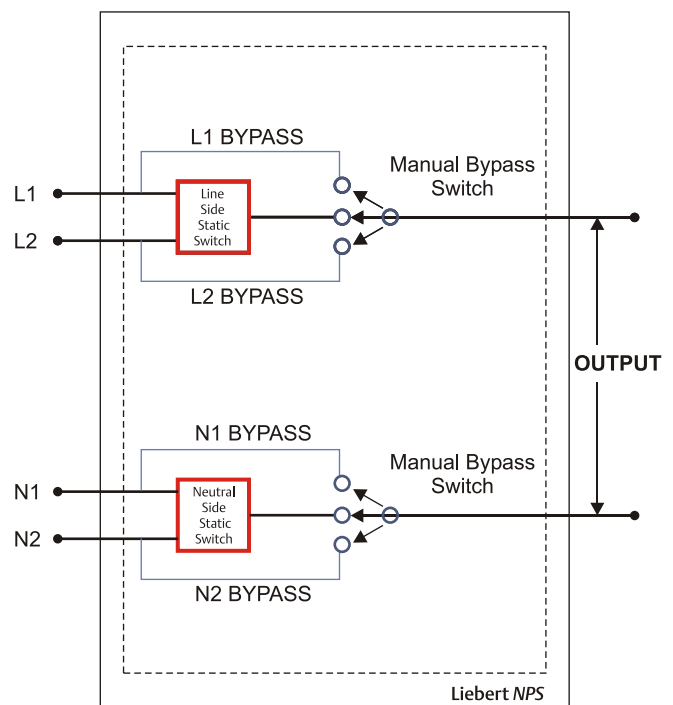 L1 BYPASS
Manual Bypass
Switch
L1
Line
Side
Static
Switch
L2
L2 BYPASS
OUTPUT
N1 BYPASS
Manual Bypass
Switch
N1
Neutral
Side
Static
Switch
N2
N2 BYPASS
Liebert NPS